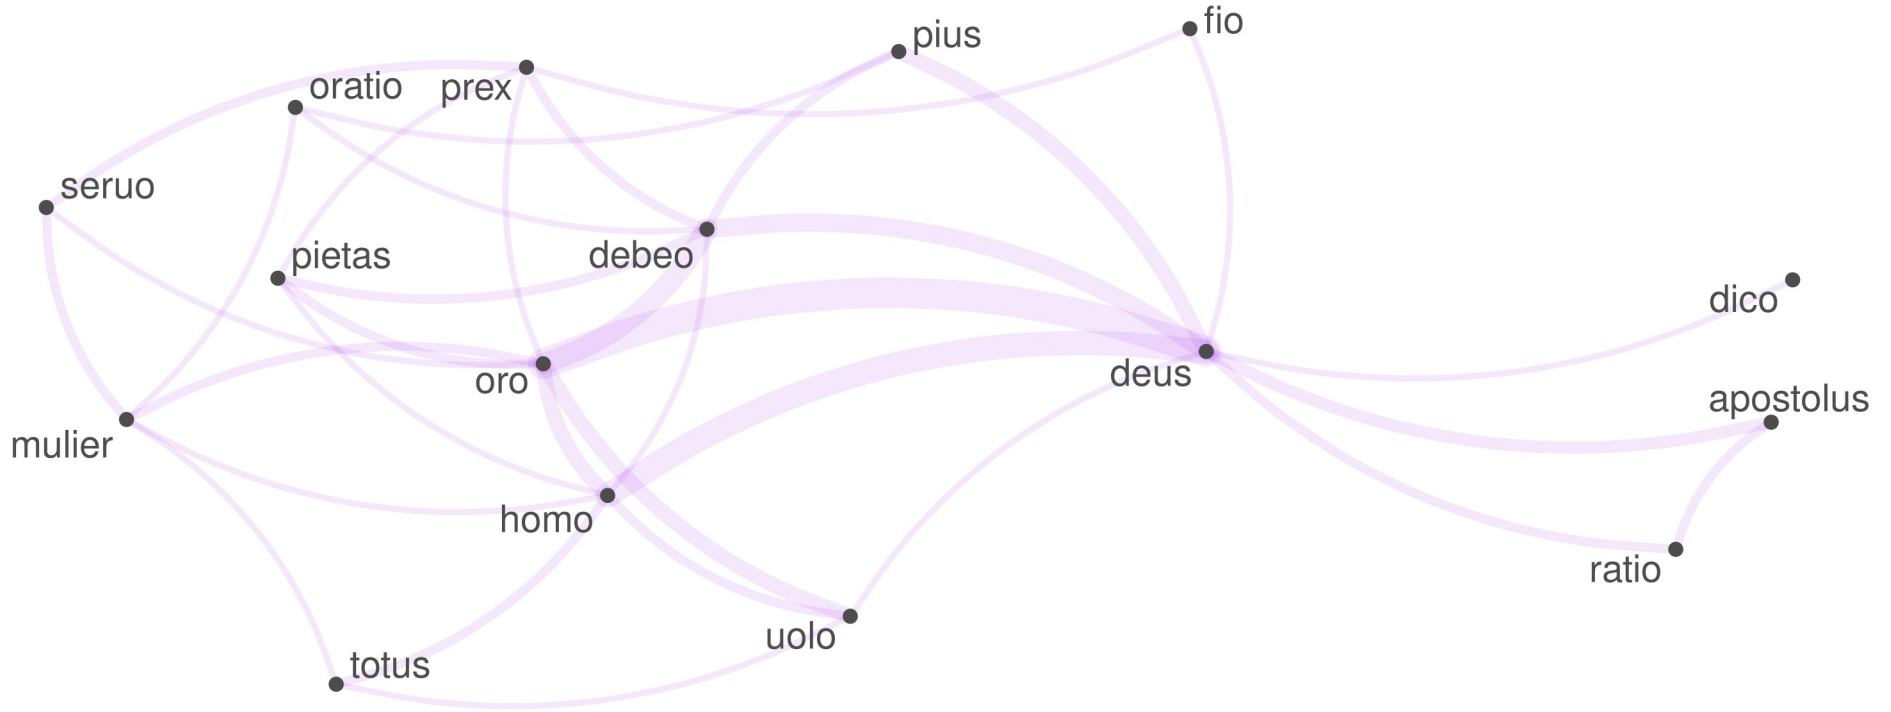 fio
pius
oratio
prex
seruo
pietas
debeo
dico
oro
deus
apostolus
mulier
homo
ratio
uolo
totus